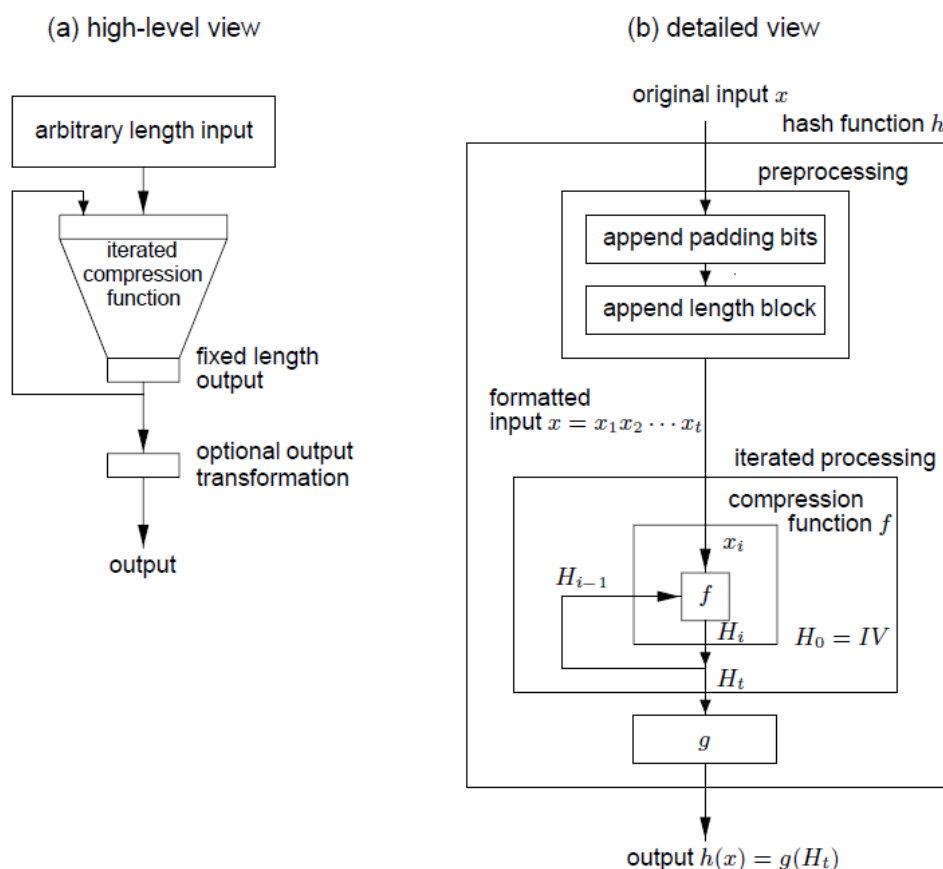 (a) high-level view
arbitrary length input
iterated
compression
function
fixed length
output
optional output
transformation
output
(b) detailed view
original input x
hash function h
preprocessing
append padding bits
append length block
formatted
input x = x₁x₂ ⋯ xₜ
iterated processing
compression
function f
xᵢ
Hᵢ₋₁
f
Hᵢ
H₀ = IV
Hₜ
g
output h(x) = g(Hₜ)